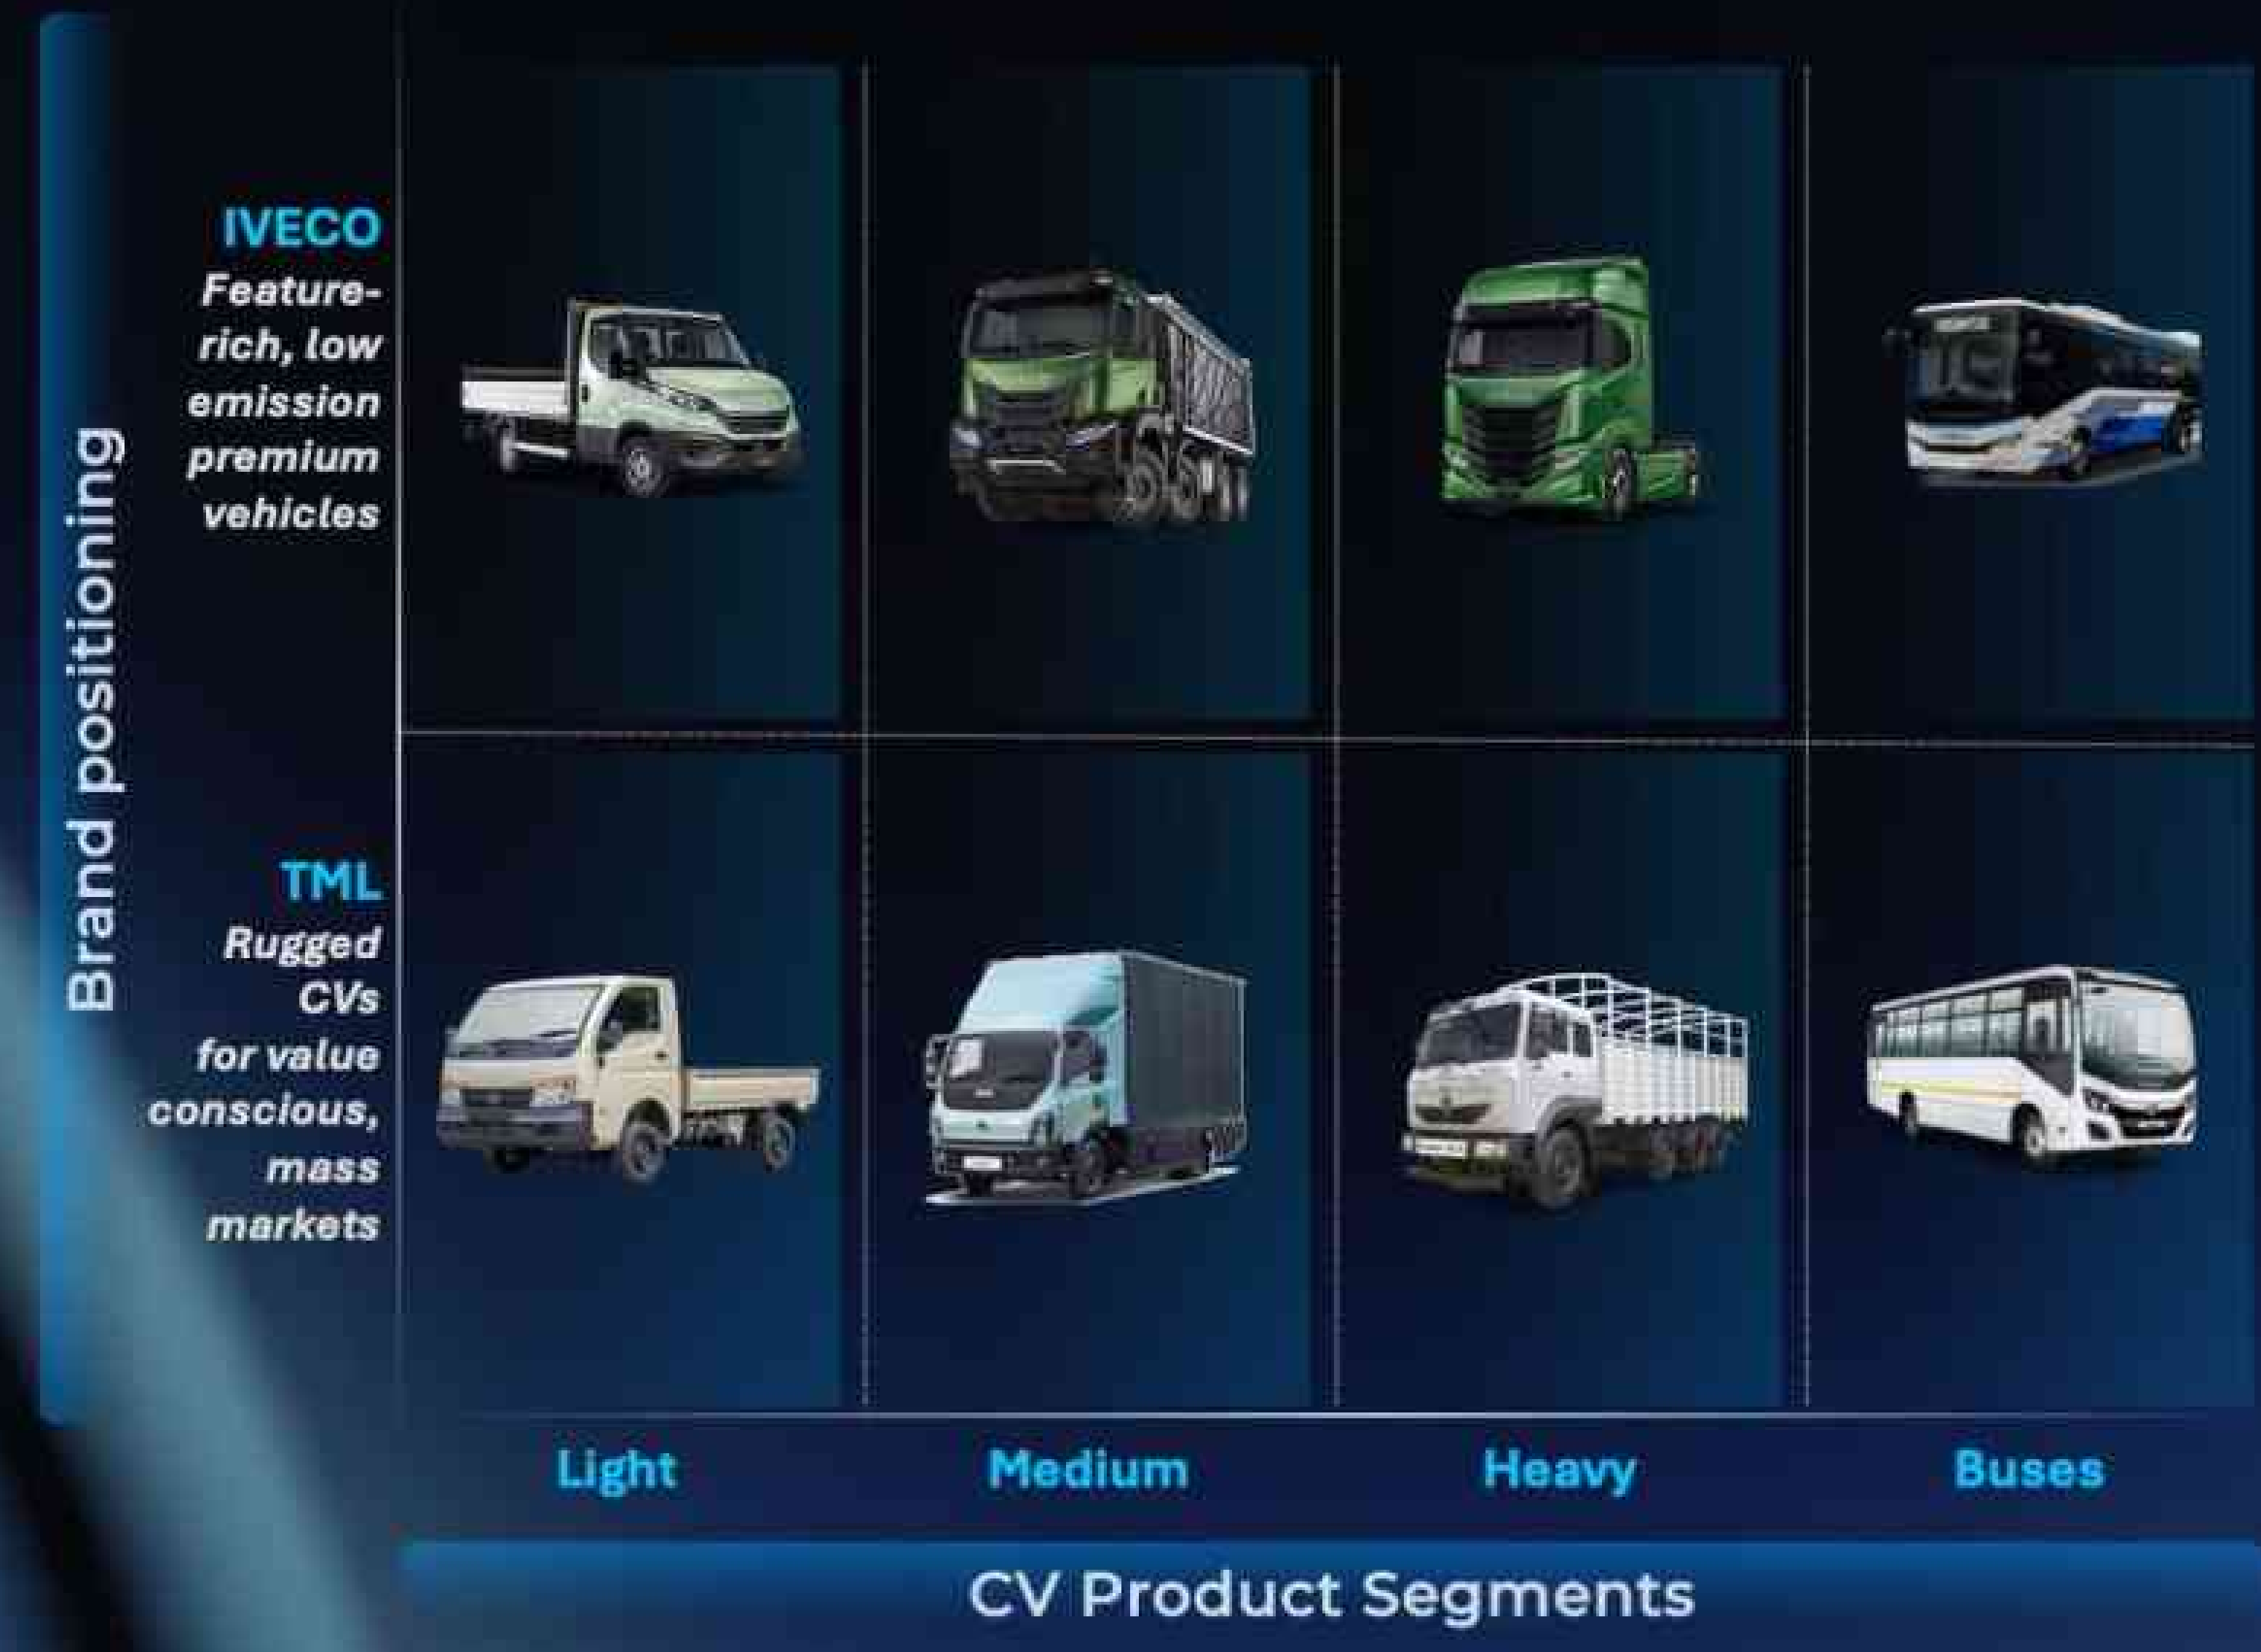 Brand positioning
IVECO
Feature-
rich, low
emission
premium
vehicles
TML
Rugged
CVs
for value
conscious,
mass
markets
Light
Medium
Heavy
Buses
CV Product Segments